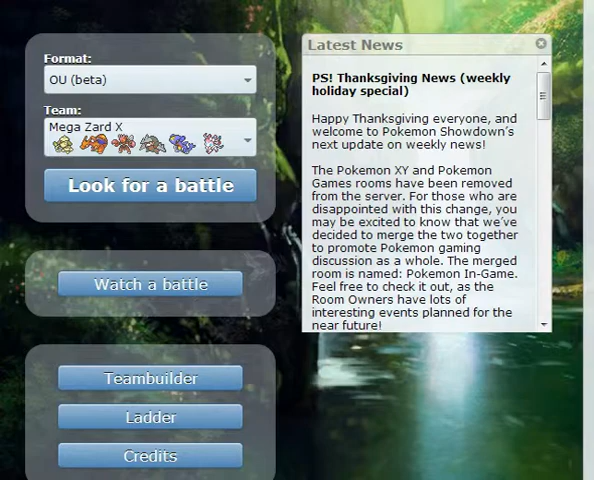 Format:
OU (beta)
Team:
Mega Zard X
Look for a battle
Watch a battle
Teambuilder
Ladder
Credits
Latest News
PS! Thanksgiving News (weekly
holiday special)
Happy Thanksgiving everyone, and
welcome to Pokemon Showdown's
next update on weekly news!
The Pokemon XY and Pokemon
Games rooms have been removed
from the server. For those who are
disappointed with this change, you
may be excited to know that we've
decided to merge the two together
to promote Pokemon gaming
discussion as a whole. The merged
room is named: Pokemon In-Game.
Feel free to check it out, as the
Room Owners have lots of
interesting events planned for the
near future!